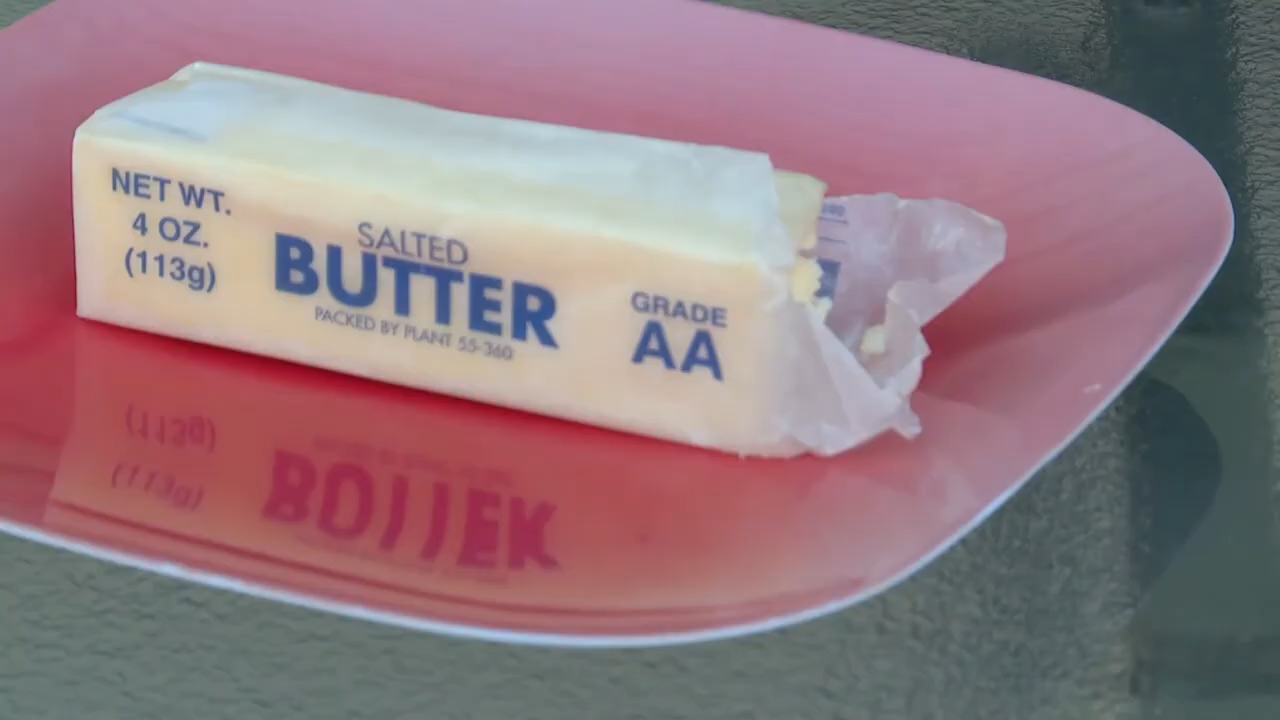 NET WT.
4 OZ.
(113g)
SALTED
BUTTER
PACKED BY PLANT 55-360
GRADE
AA